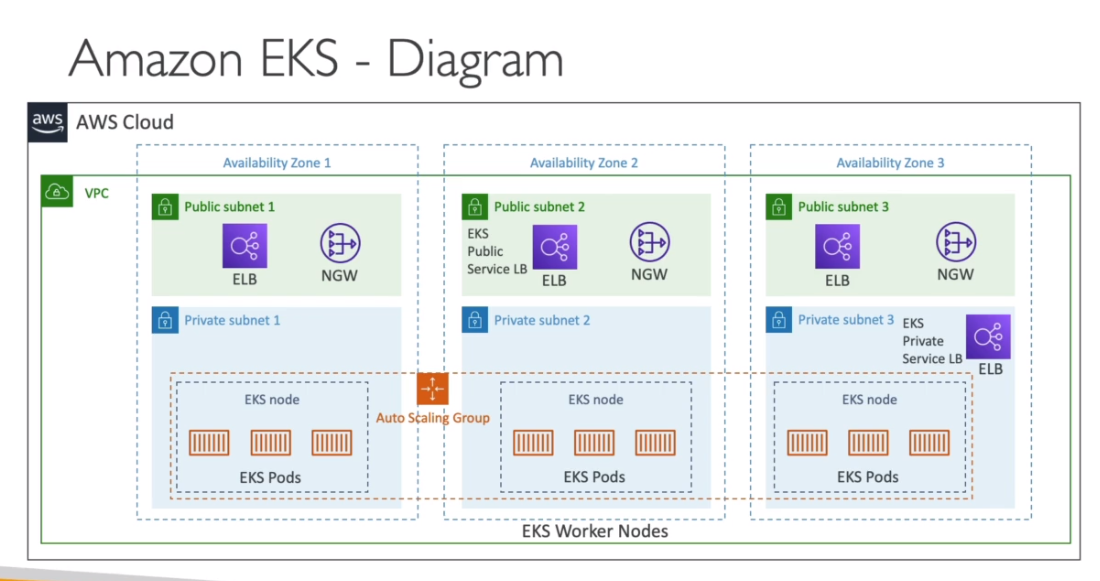 Amazon EKS - Diagram
aws
AWS Cloud
Availability Zone 1
Availability Zone 2
Availability Zone 3
VPC
Public subnet 1
ELB
NGW
Public subnet 2
EKS
Public
Service LB
ELB
NGW
Public subnet 3
ELB
NGW
Private subnet 1
Private subnet 2
Private subnet 3
EKS
Private
Service LB
ELB
Auto Scaling Group
EKS node
EKS Pods
EKS node
EKS Pods
EKS node
EKS Pods
EKS Worker Nodes